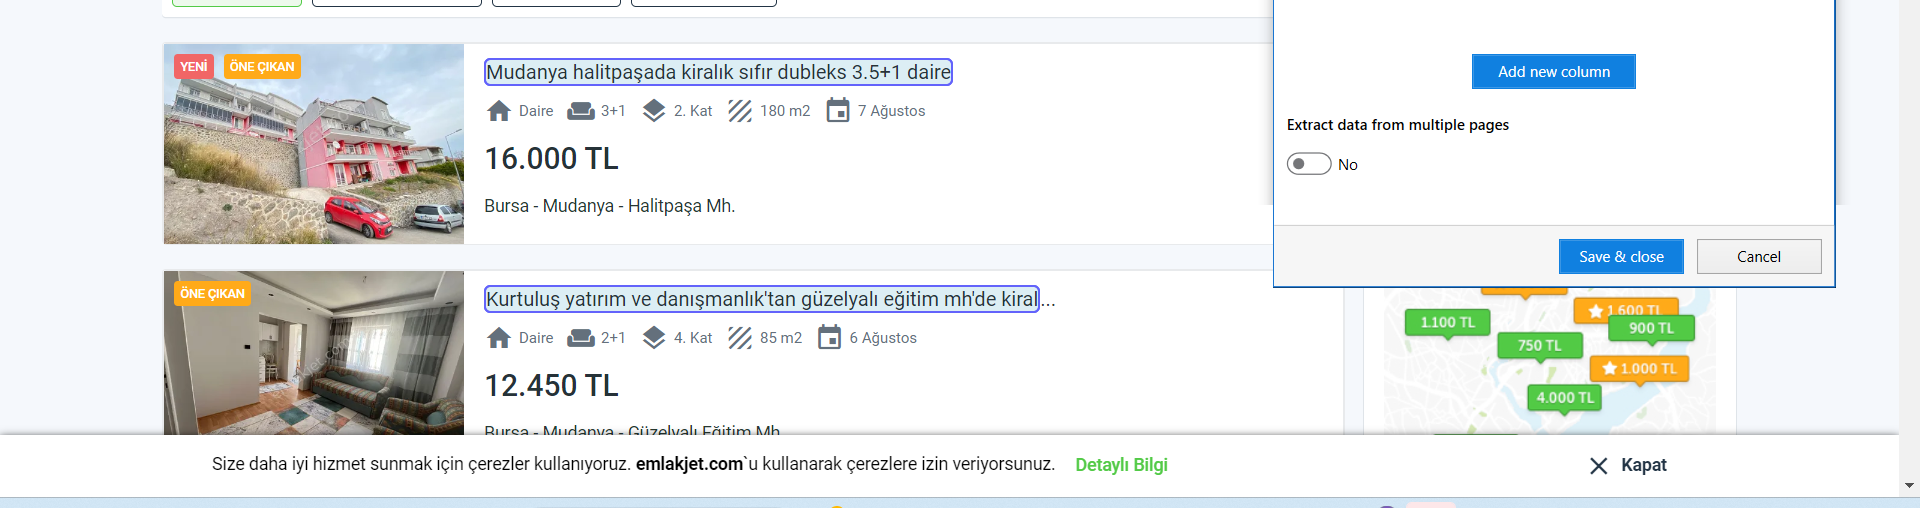 YENİ
ÖNE ÇIKAN
Mudanya halitpaşada kiralık sıfır dubleks 3.5+1 daire
Daire 3+1 2. Kat 180 m2 7 Ağustos
16.000 TL
Bursa - Mudanya - Halitpaşa Mh.
ÖNE ÇIKAN
Kurtuluş yatırım ve danışmanlık'tan güzelyalı eğitim mh'de kiral...
Daire 2+1 4. Kat 85 m2 6 Ağustos
12.450 TL
Bursa - Mudanya - Güzelyalı Eğitim Mh.
Add new column
Extract data from multiple pages
No
Save & close
Cancel
1.600 TL
1.100 TL
900 TL
750 TL
1.000 TL
4.000 TL
Size daha iyi hizmet sunmak için çerezler kullanıyoruz. emlakjet.com`u kullanarak çerezlere izin veriyorsunuz. Detaylı Bilgi
Kapat